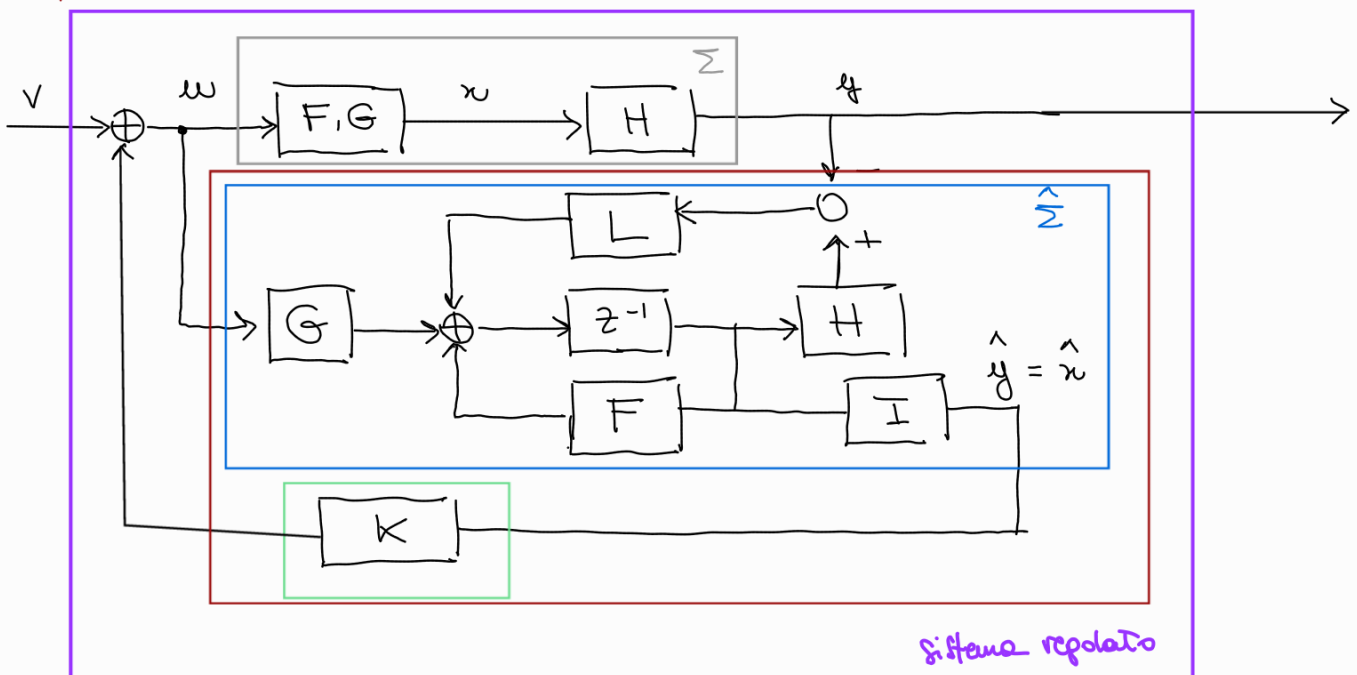 Σ
V u F,G x H y
−
L Σ̂
+
G z⁻¹ H
ŷ = x̂
F I
K
sistema regolato